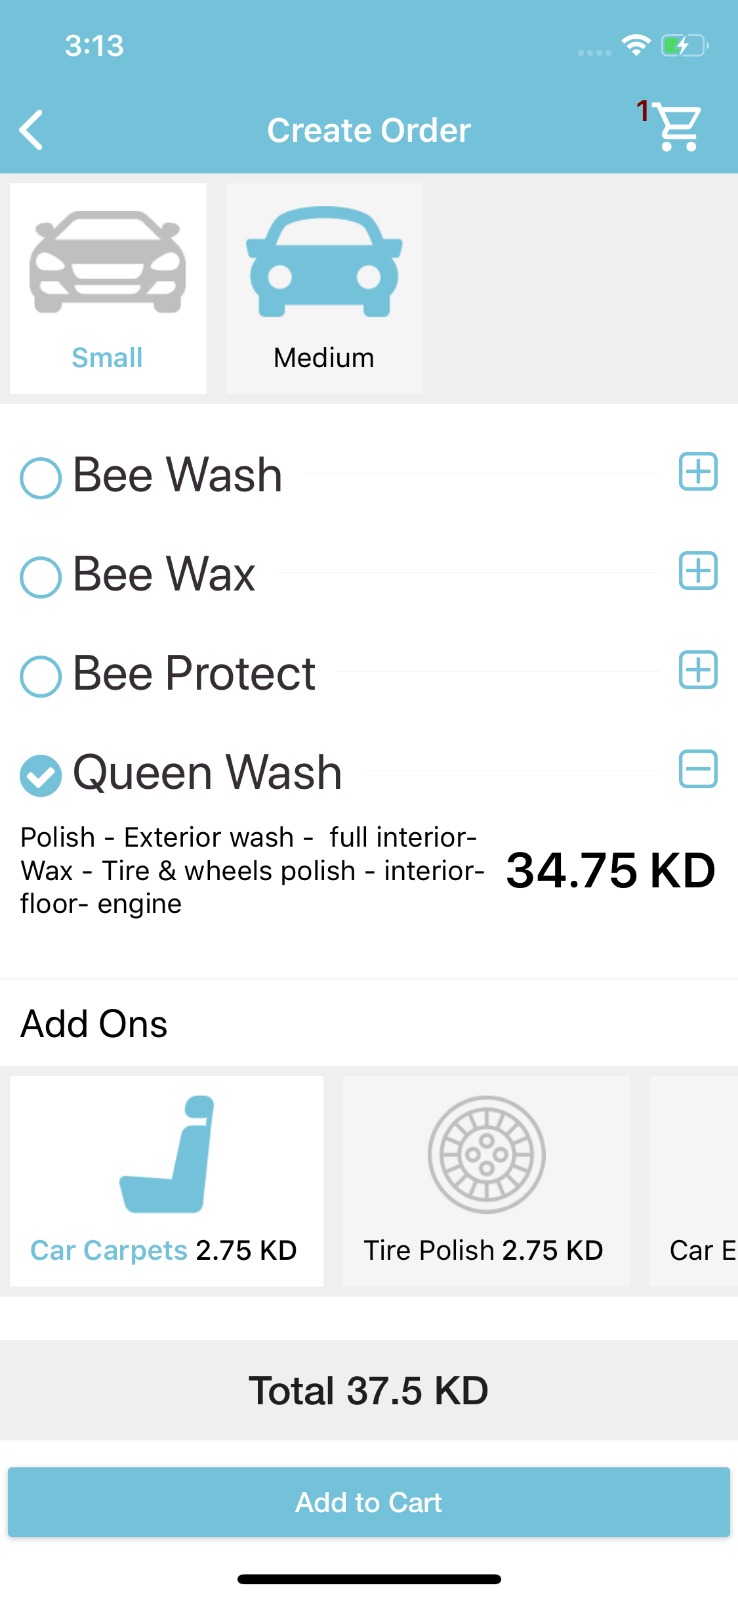 3:13
Create Order
1
Small
Medium
Bee Wash
Bee Wax
Bee Protect
Queen Wash
Polish - Exterior wash -  full interior-
Wax - Tire & wheels polish - interior-
floor- engine
34.75 KD
Add Ons
Car Carpets 2.75 KD
Tire Polish 2.75 KD
Car E
Total 37.5 KD
Add to Cart